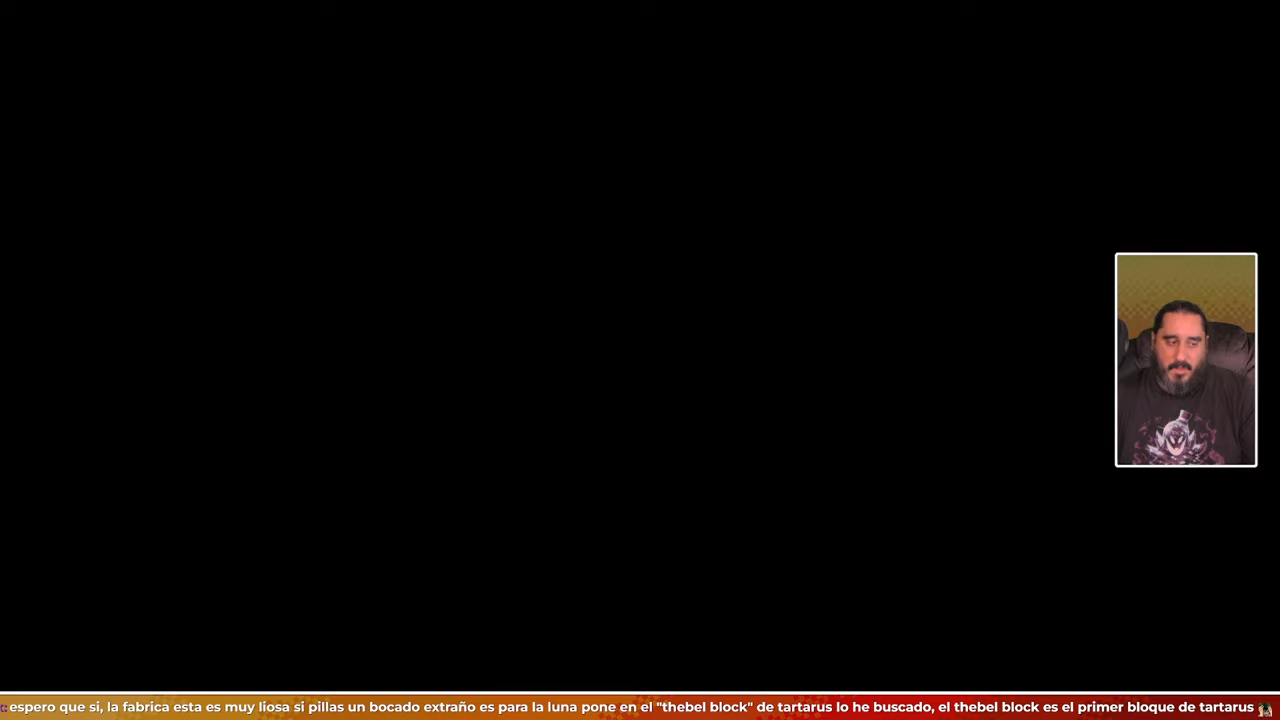 espero que si, la fabrica esta es muy liosa si pillas un bocado extraño es para la luna pone en el "thebel block" de tartarus lo he buscado, el thebel block es el primer bloque de tartarus